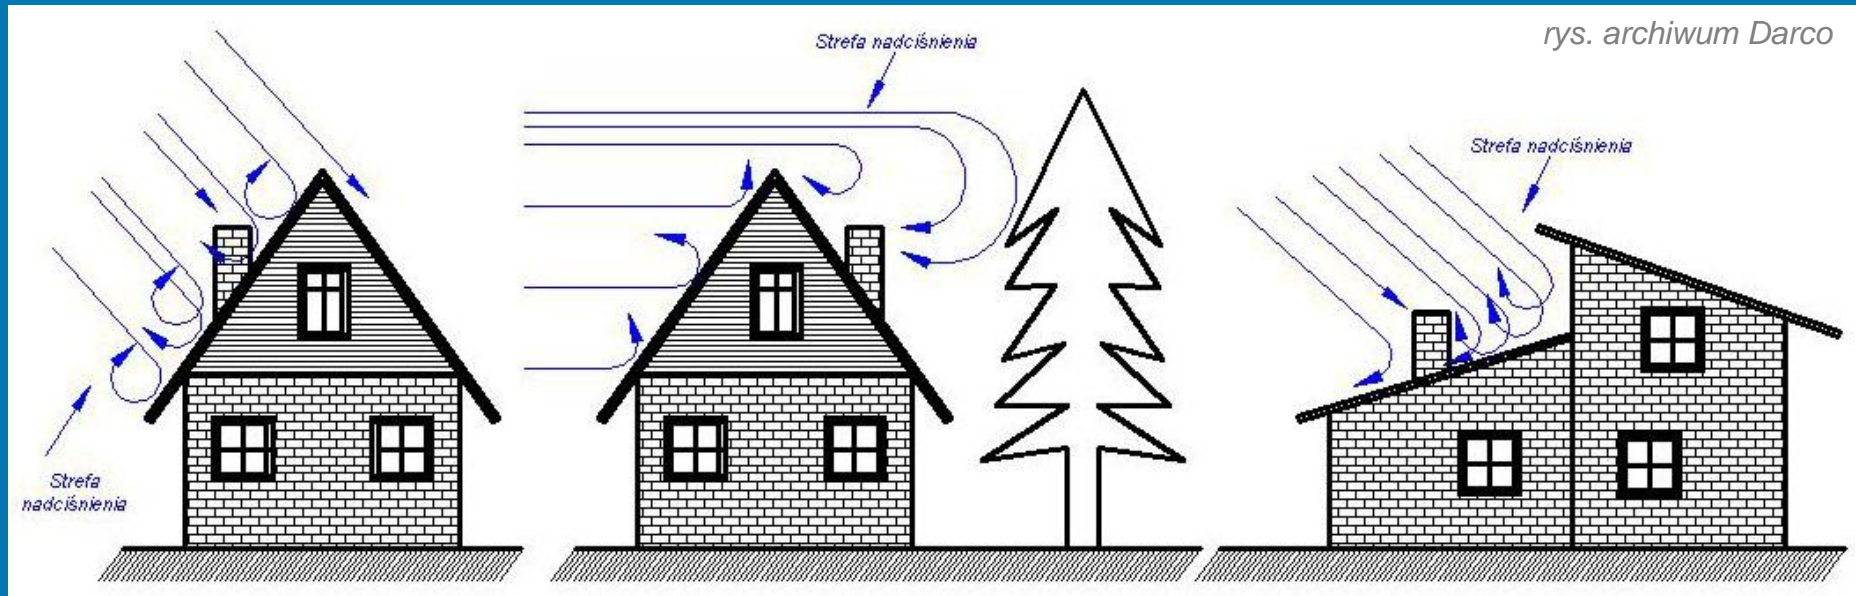 rys. archiwum Darco
Strefa nadciśnienia
Strefa nadciśnienia
Strefa
nadciśnienia